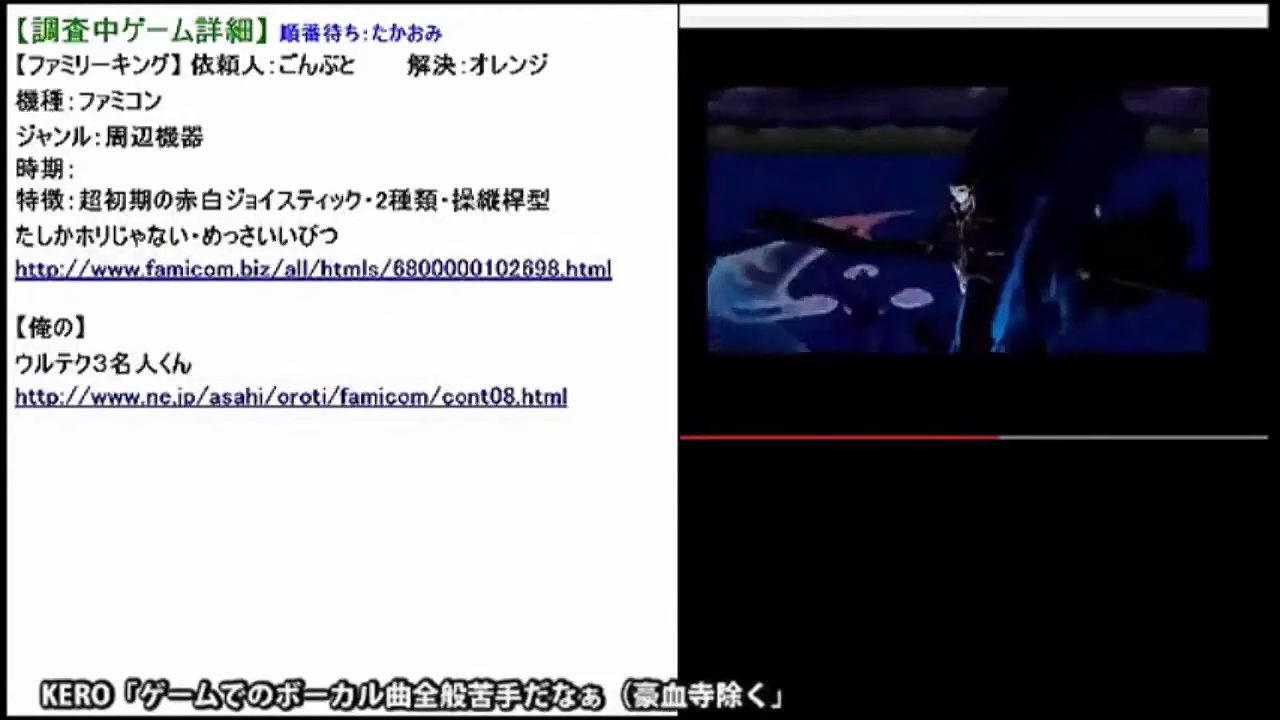 【調査中ゲーム詳細】 順番待ち：たかおみ
【ファミリーキング】 依頼人：ごんぶと　　解決：オレンジ
機種：ファミコン
ジャンル：周辺機器
時期：
特徴：超初期の赤白ジョイスティック・2種類・操縦桿型
たしかホリじゃない・めっさいいびつ
http://www.famicom.biz/all/htmls/6800000102698.html
【俺の】
ウルテク３名人くん
http://www.ne.jp/asahi/oroti/famicom/cont08.html
KERO「ゲームでのボーカル曲全般苦手だなぁ（豪血寺除く」